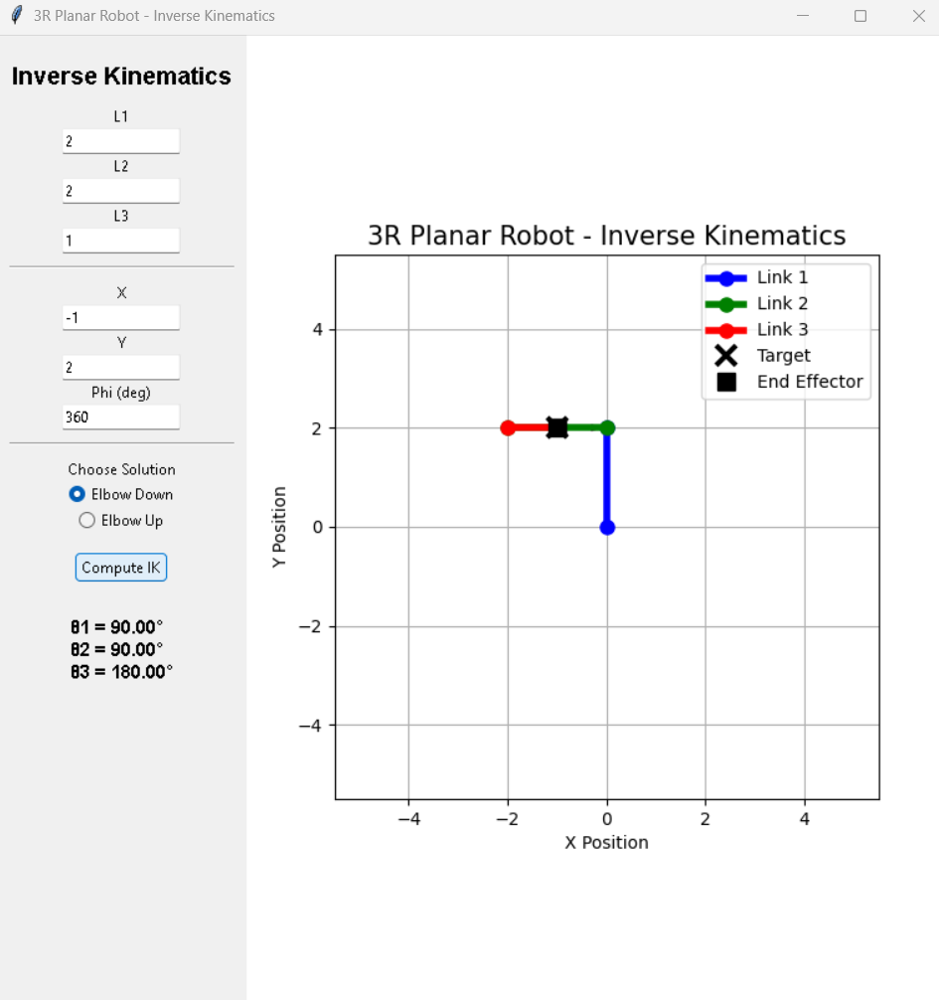 3R Planar Robot - Inverse Kinematics
Inverse Kinematics
L1
2
L2
2
L3
1
X
-1
Y
2
Phi (deg)
360
Choose Solution
Elbow Down
Elbow Up
Compute IK
θ1 = 90.00°
θ2 = 90.00°
θ3 = 180.00°
3R Planar Robot - Inverse Kinematics
Link 1
Link 2
Link 3
Target
End Effector
Y Position
4
2
0
−2
−4
−4 −2 0 2 4
X Position